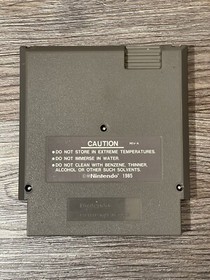 CAUTION REV-A
● DO NOT STORE IN EXTREME TEMPERATURES.
● DO NOT IMMERSE IN WATER.
● DO NOT CLEAN WITH BENZENE, THINNER,
ALCOHOL OR OTHER SUCH SOLVENTS.
©Nintendo 1985